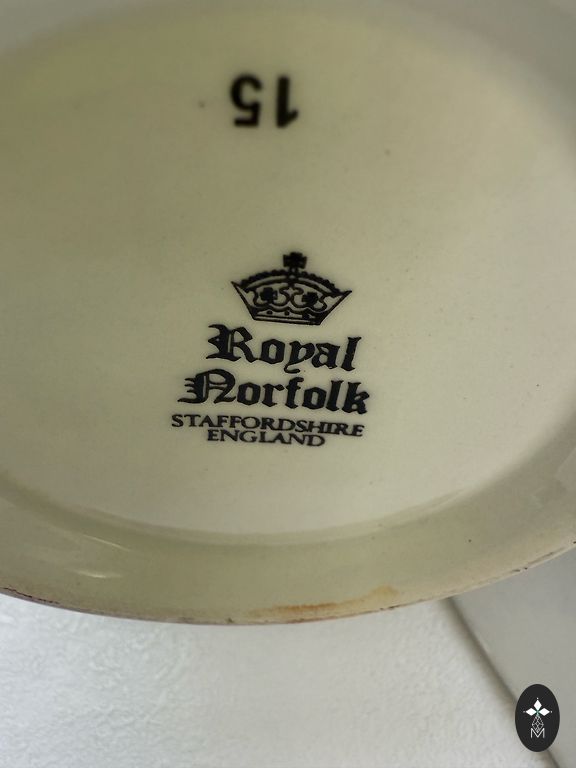 15
Royal
Norfolk
STAFFORDSHIRE
ENGLAND
M